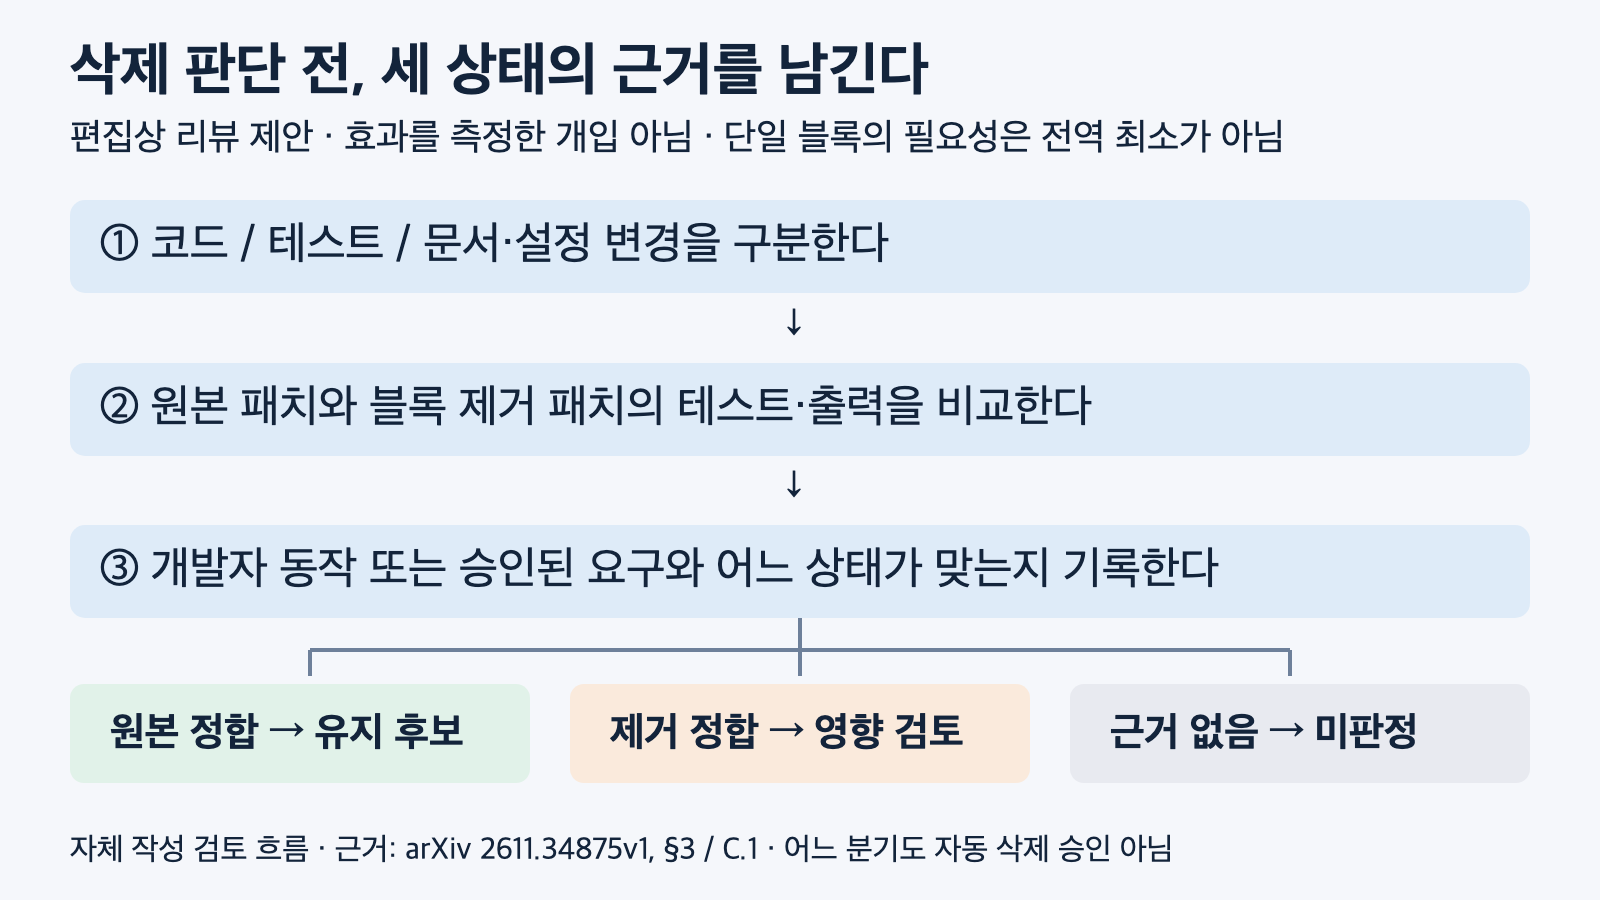 삭제 판단 전, 세 상태의 근거를 남긴다
편집상 리뷰 제안 · 효과를 측정한 개입 아님 · 단일 블록의 필요성은 전역 최소가 아님
① 코드 / 테스트 / 문서·설정 변경을 구분한다
↓
② 원본 패치와 블록 제거 패치의 테스트·출력을 비교한다
↓
③ 개발자 동작 또는 승인된 요구와 어느 상태가 맞는지 기록한다
원본 정합 → 유지 후보
제거 정합 → 영향 검토
근거 없음 → 미판정
자체 작성 검토 흐름 · 근거: arXiv 2611.34875v1, §3 / C.1 · 어느 분기도 자동 삭제 승인 아님